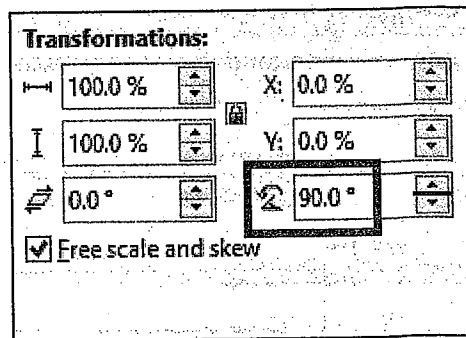 Transformations:
100.0 % X: 0.0 %
100.0 % Y: 0.0 %
0.0 ° 90.0 °
Free scale and skew